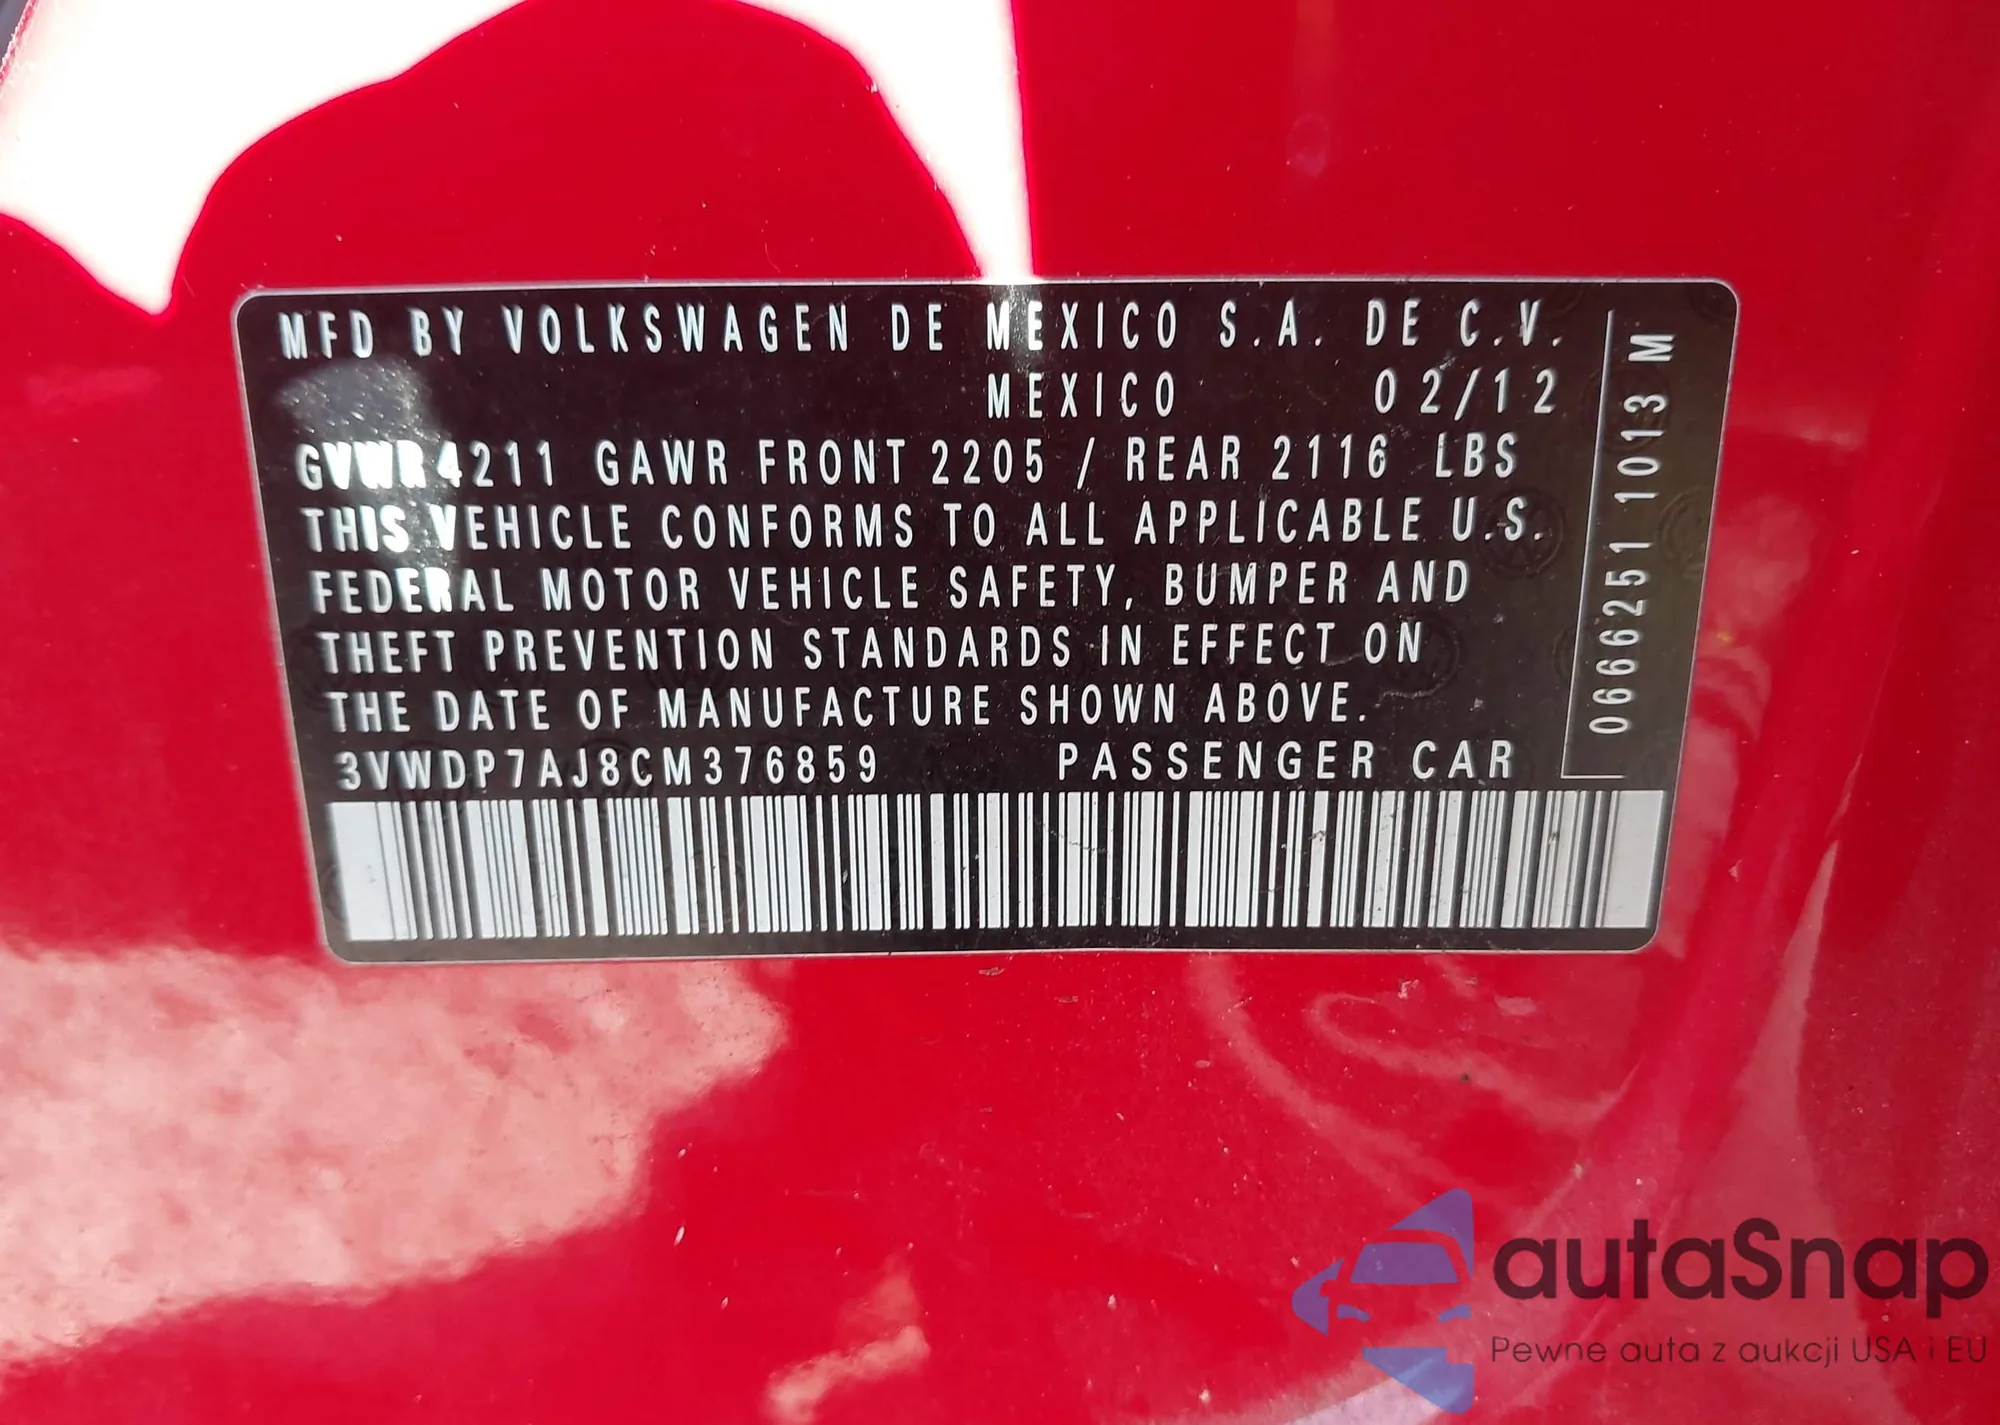 MFD BY VOLKSWAGEN DE MEXICO S.A. DE C.V.
MEXICO 02/12
GVWR 4211 GAWR FRONT 2205 / REAR 2116 LBS
THIS VEHICLE CONFORMS TO ALL APPLICABLE U.S.
FEDERAL MOTOR VEHICLE SAFETY, BUMPER AND
THEFT PREVENTION STANDARDS IN EFFECT ON
THE DATE OF MANUFACTURE SHOWN ABOVE.
3VWDP7AJ8CM376859 PASSENGER CAR
0666251 1013 M
autaSnap
Pewne auta z aukcji USA i EU